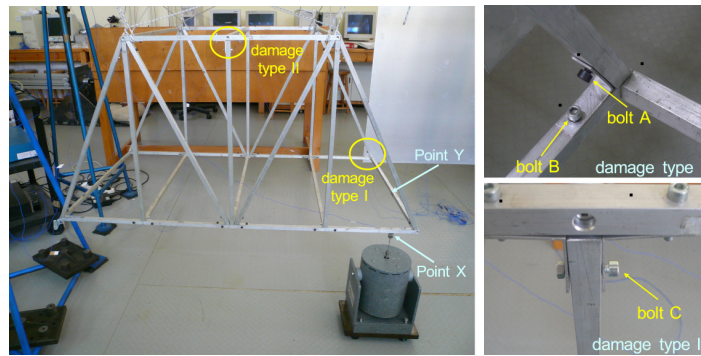 damage
type II
Point Y
damage
type I
Point X
bolt A
bolt B
damage type
bolt C
damage type I